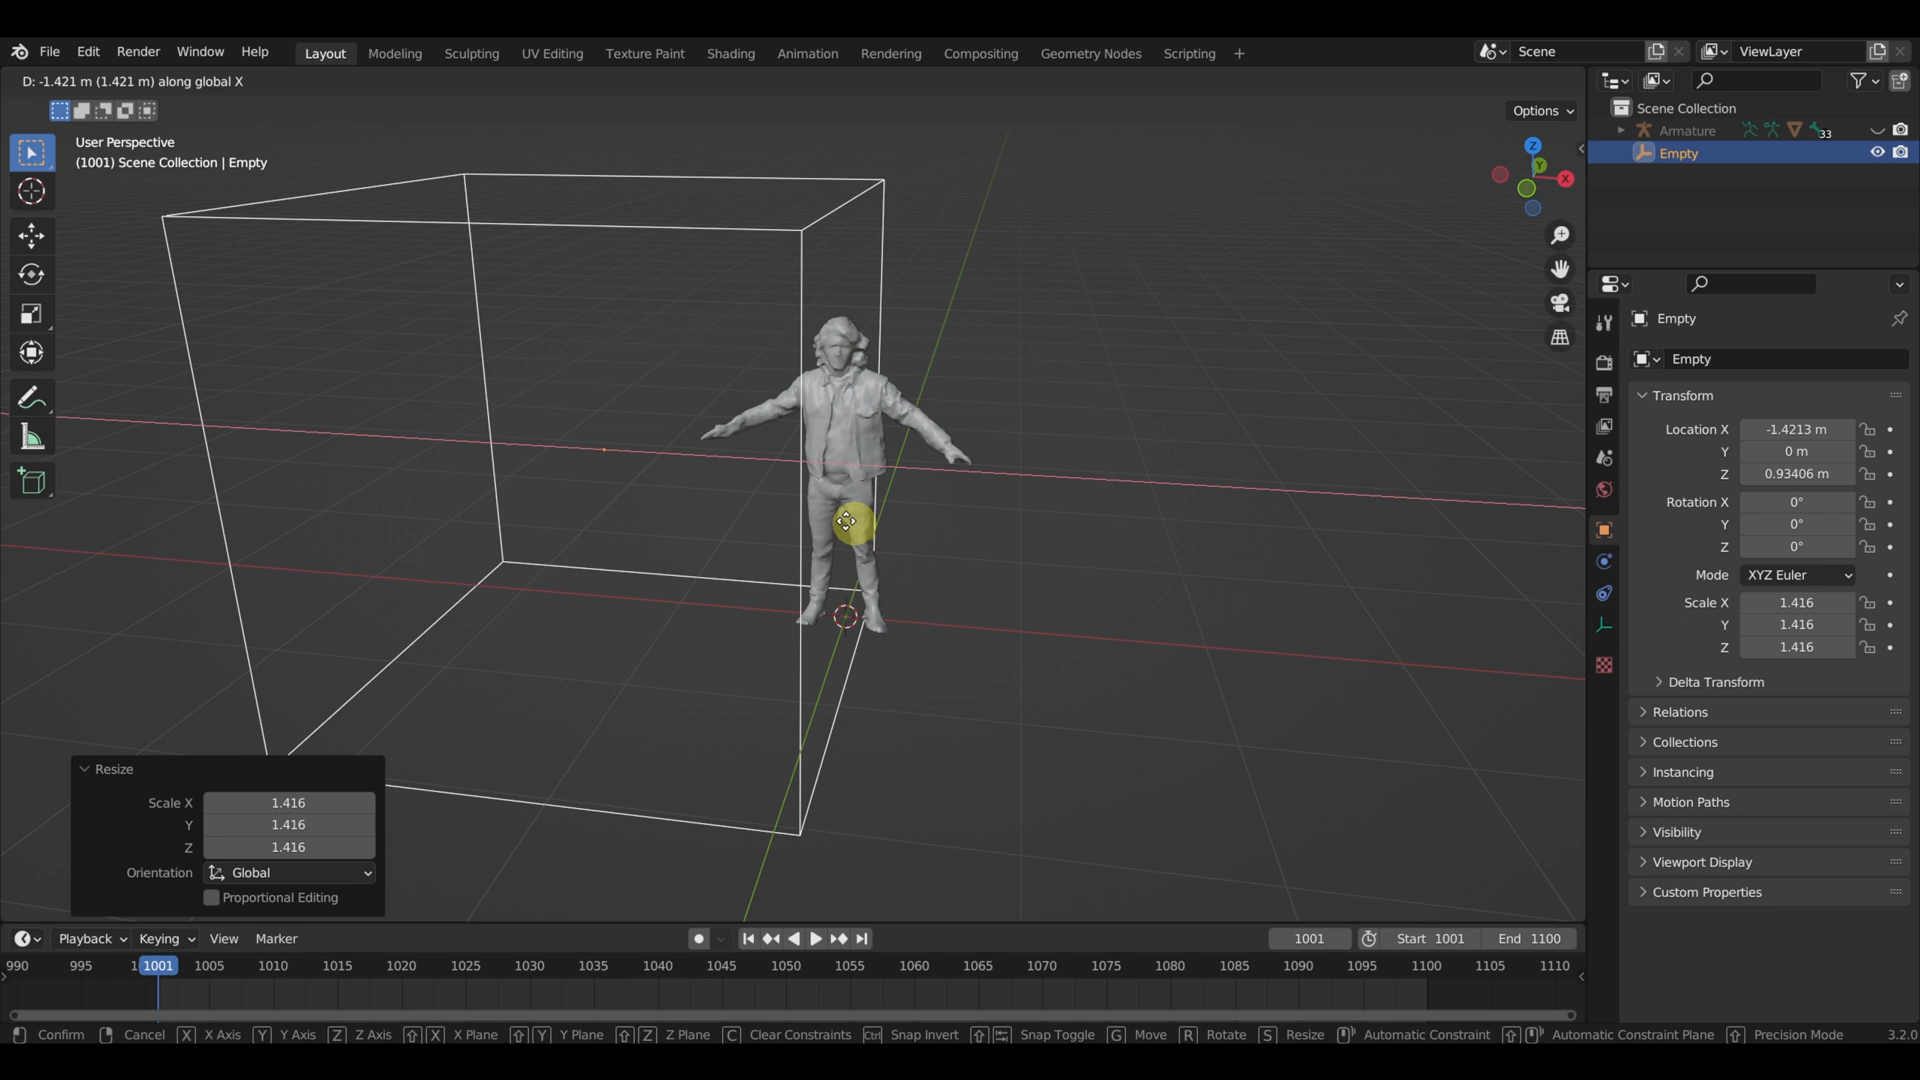 File Edit Render Window Help Layout Modeling Sculpting UV Editing Texture Paint Shading Animation Rendering Compositing Geometry Nodes Scripting + Scene ViewLayer
D: -1.421 m (1.421 m) along global X
Options
User Perspective
(1001) Scene Collection | Empty
Z
Y
X
Scene Collection
Armature 33
Empty
Empty
Empty
Transform
Location X -1.4213 m
Y 0 m
Z 0.93406 m
Rotation X 0°
Y 0°
Z 0°
Mode XYZ Euler
Scale X 1.416
Y 1.416
Z 1.416
Delta Transform
Relations
Collections
Instancing
Motion Paths
Visibility
Viewport Display
Custom Properties
Resize
Scale X 1.416
Y 1.416
Z 1.416
Orientation Global
Proportional Editing
Playback Keying View Marker 1001 Start 1001 End 1100
990 995 1 1001 1005 1010 1015 1020 1025 1030 1035 1040 1045 1050 1055 1060 1065 1070 1075 1080 1085 1090 1095 1100 1105 1110
Confirm Cancel X X Axis Y Y Axis Z Z Axis X X Plane Y Y Plane Z Z Plane C Clear Constraints Ctrl Snap Invert Snap Toggle G Move R Rotate S Resize Automatic Constraint Automatic Constraint Plane Precision Mode 3.2.0